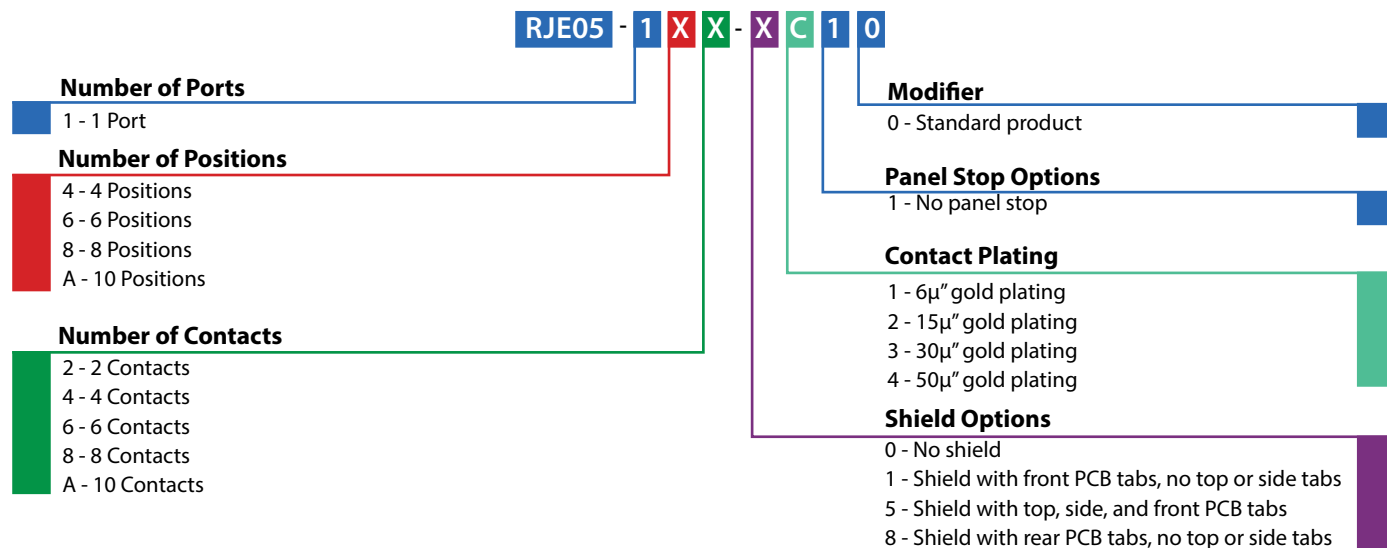 RJE05 - 1 X X - X C 1 0
Number of Ports
1 - 1 Port
Number of Positions
4 - 4 Positions
6 - 6 Positions
8 - 8 Positions
A - 10 Positions
Number of Contacts
2 - 2 Contacts
4 - 4 Contacts
6 - 6 Contacts
8 - 8 Contacts
A - 10 Contacts
Modifier
0 - Standard product
Panel Stop Options
1 - No panel stop
Contact Plating
1 - 6µ” gold plating
2 - 15µ” gold plating
3 - 30µ” gold plating
4 - 50µ” gold plating
Shield Options
0 - No shield
1 - Shield with front PCB tabs, no top or side tabs
5 - Shield with top, side, and front PCB tabs
8 - Shield with rear PCB tabs, no top or side tabs